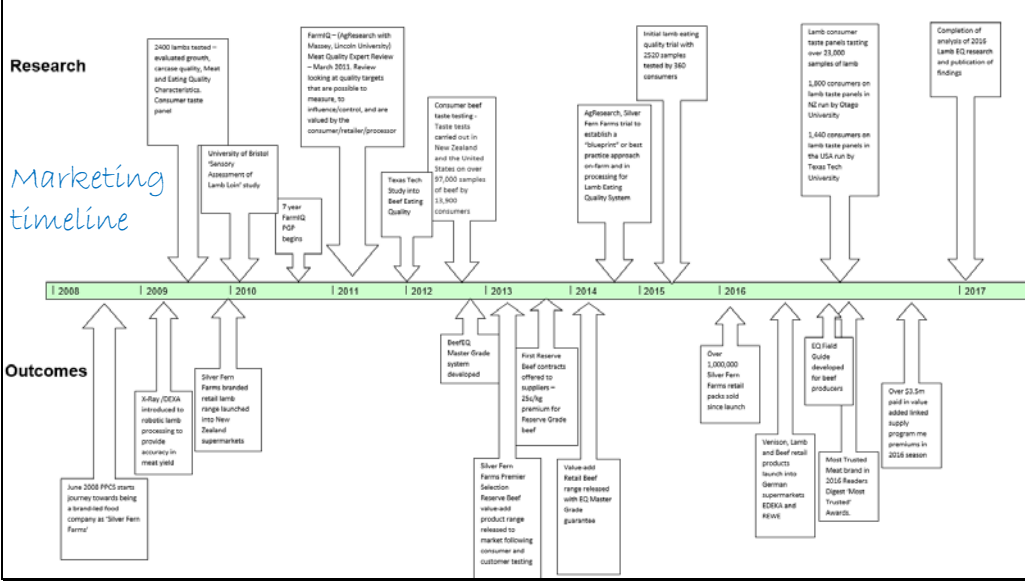 Research
Marketing
timeline
2400 lambs tested –
evaluated growth,
carcase quality, Meat
and Eating Quality
Characteristics.
Consumer taste
panel
University of Bristol
'Sensory
Assessment of
Lamb Loin' study
7 year
FarmIQ
PGP
begins
FarmIQ – (AgResearch with
Massey, Lincoln University)
Meat Quality Expert Review
– March 2011. Review
looking at quality targets
that are possible to
measure, to
influence/control, and are
valued by the
consumer/retailer/processor
Texas Tech
Study into
Beef Eating
Quality
Consumer beef
taste testing -
Taste tests
carried out in
New Zealand
and the United
States on over
97,000 samples
of beef by
13,900
consumers
AgResearch, Silver
Fern Farms trial to
establish a
"blueprint" or best
practice approach
on-farm and in
processing for
Lamb Eating
Quality System
Initial lamb eating
quality trial with
2520 samples
tested by 360
consumers
Lamb consumer
taste panels testing
over 23,000
samples of lamb
1,800 consumers on
lamb taste panels in
NZ run by Otago
University
1,440 consumers on
lamb taste panels in
the USA run by
Texas Tech
University
Completion of
analysis of 2016
Lamb EQ research
and publication of
findings
2008 2009 2010 2011 2012 2013 2014 2015 2016 2017
Outcomes
June 2008 PPCS starts
journey towards being
a brand-led food
company as 'Silver Fern
Farms'
X-Ray /DEXA
introduced to
robotic lamb
processing to
provide
accuracy in
meat yield
Silver Fern
Farms branded
retail lamb
range launched
into New
Zealand
supermarkets
BeefEQ
Master Grade
system
developed
Silver Fern
Farms Premier
Selection
Reserve Beef
value-add
product range
released to
market following
consumer and
customer testing
First Reserve
Beef contracts
offered to
suppliers –
25c/kg
premium for
Reserve Grade
beef
Value-add
Retail Beef
range released
with EQ Master
Grade
guarantee
Over
1,000,000
Silver Fern
Farms retail
packs sold
since launch
Venison, Lamb
and Beef retail
products
launch into
German
supermarkets
EDEKA and
REWE
EQ Field
Guide
developed
for beef
producers
Most Trusted
Meat brand in
2016 Readers
Digest 'Most
Trusted'
Awards.
Over $3.5m
paid in value
added linked
supply
program me
premiums in
2016 season